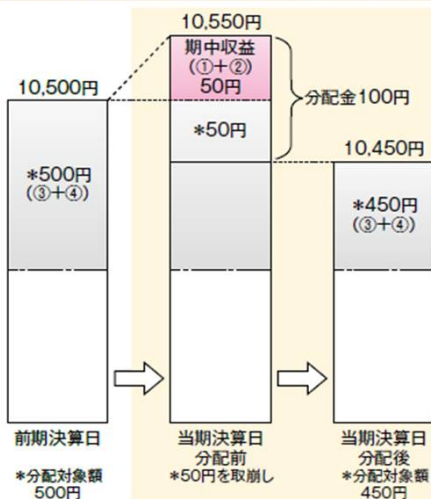 10,500円
*500円
(③+④)
前期決算日
*分配対象額
500円
10,550円
期中収益
(①+②)
50円
*50円
分配金100円
当期決算日
分配前
*50円を取崩し
10,450円
*450円
(③+④)
当期決算日
分配後
*分配対象額
450円